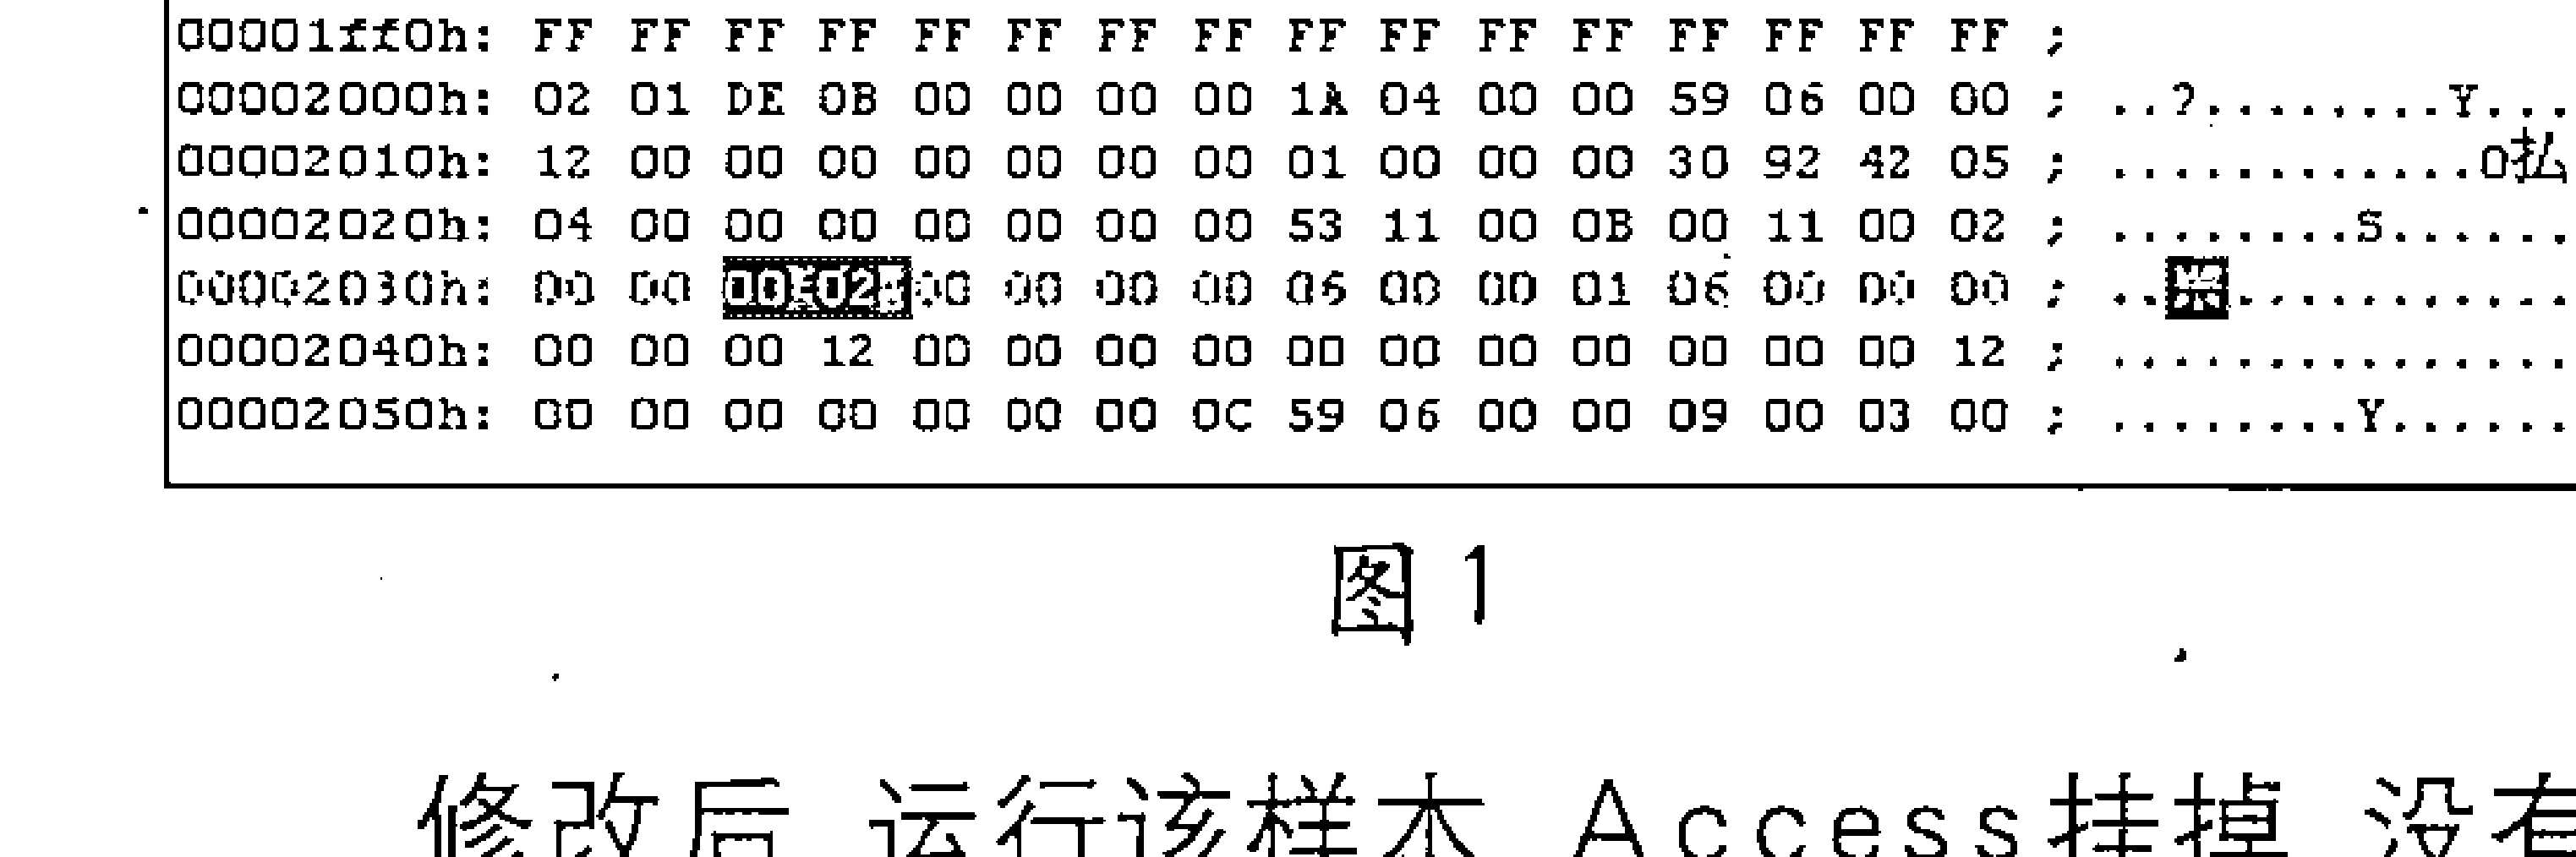 00001ff0h: FF FF FF FF FF FF FF FF FF FF FF FF FF FF FF FF ;
00002000h: 02 01 DE 0B 00 00 00 00 1A 04 00 00 59 06 00 00 ; ..?........Y...
00002010h: 12 00 00 00 00 00 00 00 01 00 00 00 30 92 42 05 ; ............0払
00002020h: 04 00 00 00 00 00 00 00 53 11 00 0B 00 11 00 02 ; ........S......
00002030h: 00 00 00 02 00 00 00 00 06 00 00 01 06 00 00 00 ; .. ...........
00002040h: 00 00 00 12 00 00 00 00 00 00 00 00 00 00 00 12 ; ...............
00002050h: 00 00 00 00 00 00 00 0C 59 06 00 00 09 00 03 00 ; ........Y......
图 1
修改后 运行该样本 Access挂掉 没有